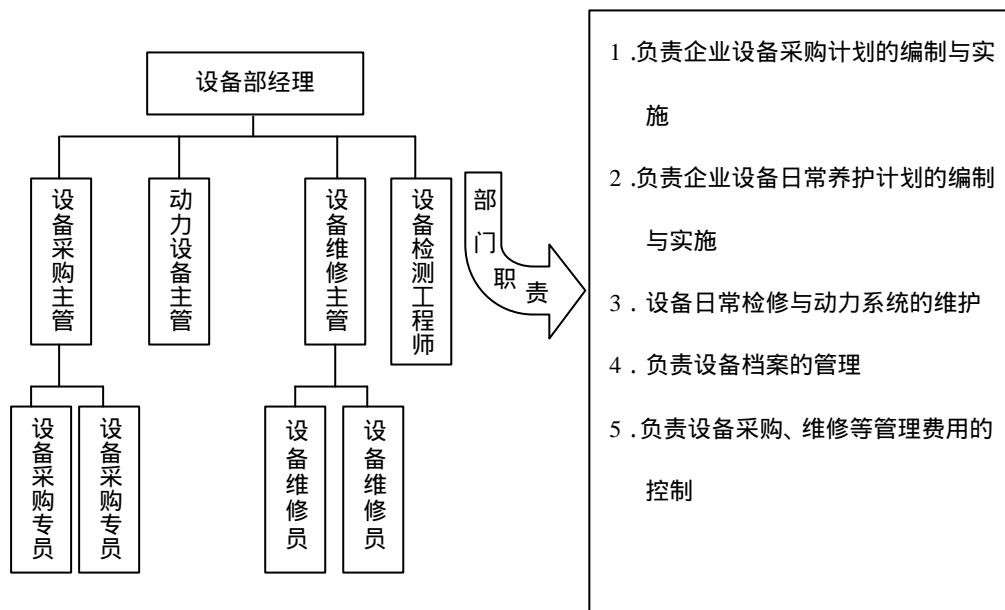 设备部经理
设备采购主管
动力设备主管
设备维修主管
设备检测工程师
设备采购专员
设备采购专员
设备维修员
设备维修员
部门职责
1 .负责企业设备采购计划的编制与实
施
2 .负责企业设备日常养护计划的编制
与实施
3 . 设备日常检修与动力系统的维护
4 . 负责设备档案的管理
5 .负责设备采购、维修等管理费用的
控制